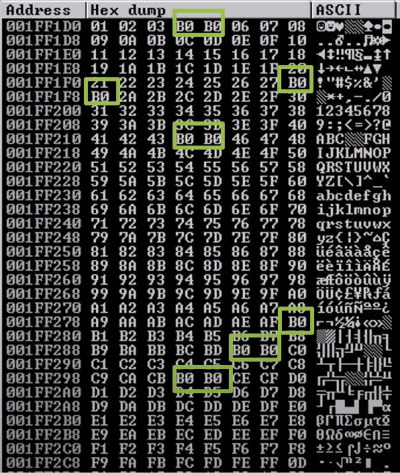 Address Hex dump ASCII
001FF1D0 01 02 03 B0 B0 06 07 08
001FF1D8 09 0A 0B 0C 0D 0E 0F 10
001FF1E0 11 12 13 14 15 16 17 18
001FF1E8 19 1A 1B 1C 1D 1E 1F 20
001FF1F0 21 22 23 24 25 26 27 B0 !"#$%&'
001FF1F8 B0 2A 2B 2C 2D 2E 2F 30 *+,-./0
001FF200 31 32 33 34 35 36 37 38 12345678
001FF208 39 3A 3B 3C 3D 3E 3F 40 9:;<=>?@
001FF210 41 42 43 B0 B0 46 47 48 ABC░░FGH
001FF218 49 4A 4B 4C 4D 4E 4F 50 IJKLMNOP
001FF220 51 52 53 54 55 56 57 58 QRSTUVWX
001FF228 59 5A 5B 5C 5D 5E 5F 60 YZ[\]^_`
001FF230 61 62 63 64 65 66 67 68 abcdefgh
001FF238 69 6A 6B 6C 6D 6E 6F 70 ijklmnop
001FF240 71 72 73 74 75 76 77 78 qrstuvwx
001FF248 79 7A 7B 7C 7D 7E 7F 80 yz{|}~⌂Ç
001FF250 81 82 83 84 85 86 87 88 üéâäàåçê
001FF258 89 8A 8B 8C 8D 8E 8F 90 ëèïîìÄÅÉ
001FF260 91 92 93 94 95 96 97 98 æÆôöòûùÿ
001FF268 99 9A 9B 9C 9D 9E 9F A0 ÖÜ¢£¥₧ƒá
001FF270 A1 A2 A3 A4 A5 A6 A7 A8 íóúñÑªº¿
001FF278 A9 AA AB AC AD AE AF B0
001FF280 B1 B2 B3 B4 B5 B6 B7 B8
001FF288 B9 BA BB BC BD B0 B0 C0
001FF290 C1 C2 C3 C4 C5 C6 C7 C8
001FF298 C9 CA CB B0 B0 CE CF D0
001FF2A0 D1 D2 D3 D4 D5 D6 D7 D8
001FF2A8 D9 DA DB DC DD DE DF E0
001FF2B0 E1 E2 E3 E4 E5 E6 E7 E8
001FF2B8 E9 EA EB EC ED EE EF F0
001FF2C0 F1 F2 F3 F4 F5 F6 F7 F8
001FF2C8 F9 FA FB FC FD FE FF 00